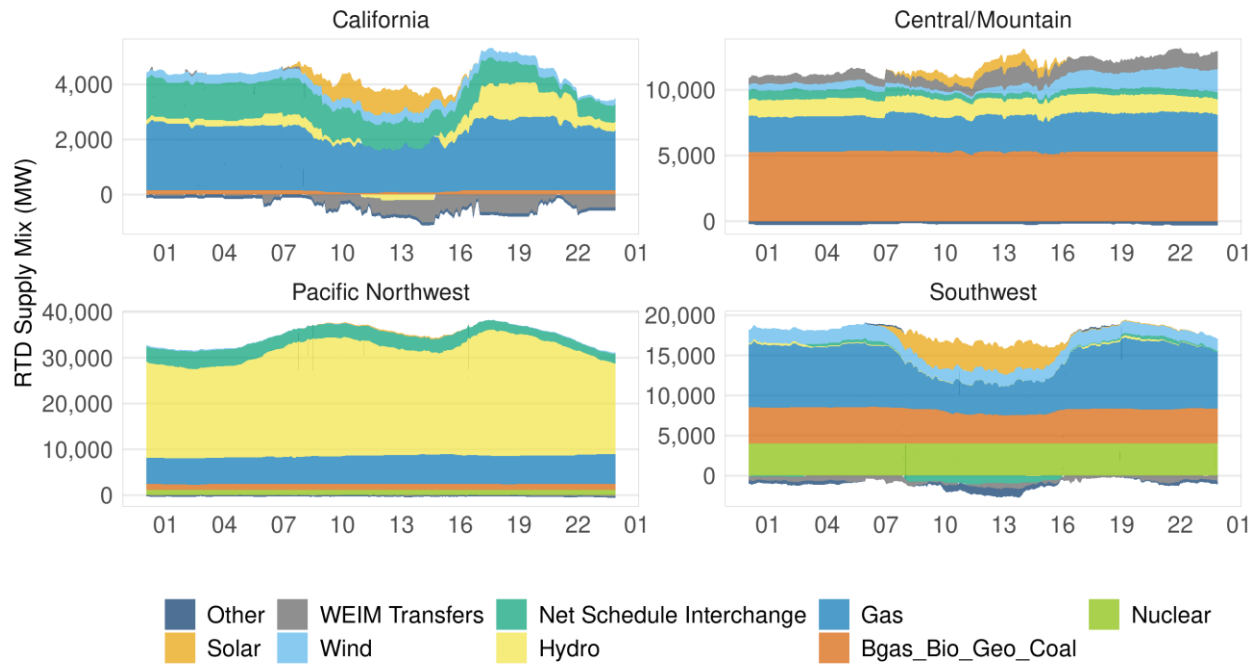 California
Central/Mountain
RTD Supply Mix (MW)
4,000
2,000
0
01 04 07 10 13 16 19 22 01
10,000
5,000
0
01 04 07 10 13 16 19 22 01
Pacific Northwest
Southwest
40,000
30,000
20,000
10,000
0
01 04 07 10 13 16 19 22 01
20,000
15,000
10,000
5,000
0
01 04 07 10 13 16 19 22 01
Other WEIM Transfers Net Schedule Interchange Gas Nuclear
Solar Wind Hydro Bgas_Bio_Geo_Coal